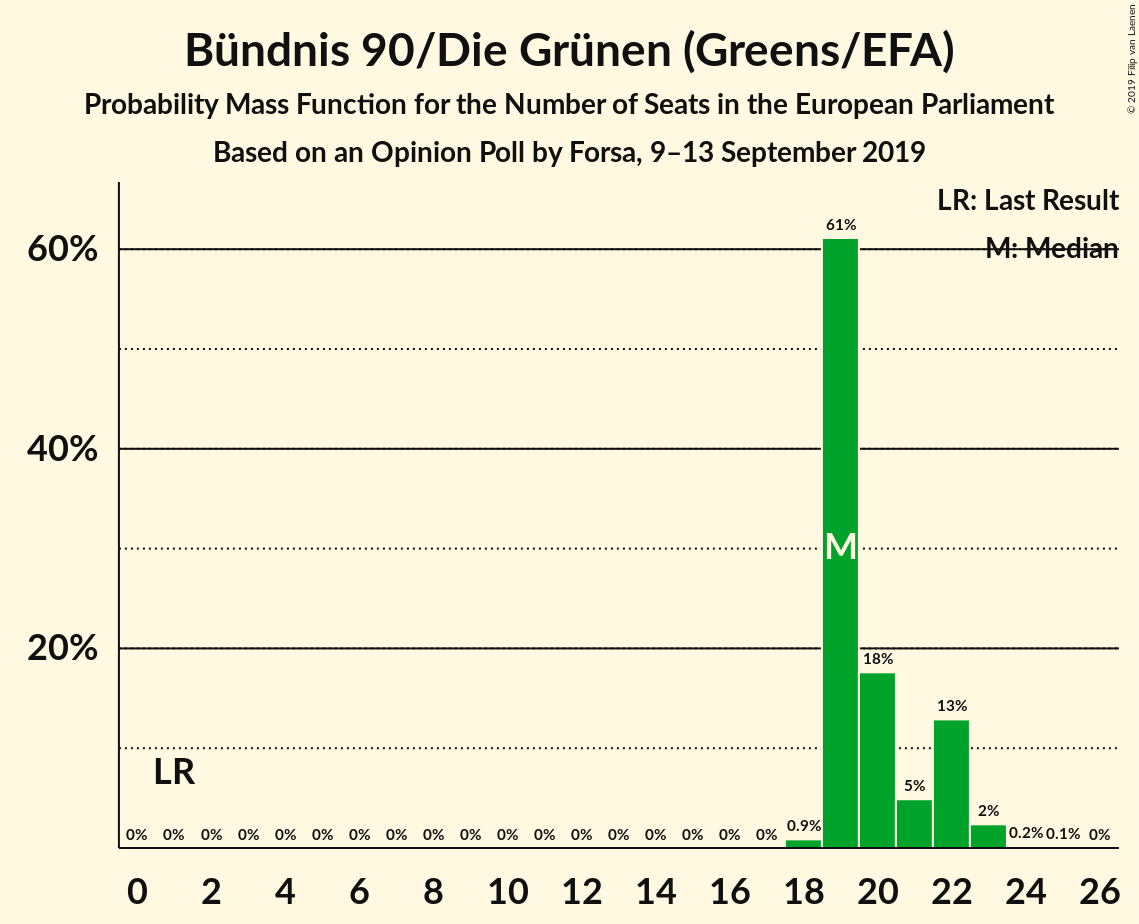 Bündnis 90/Die Grünen (Greens/EFA)
Probability Mass Function for the Number of Seats in the European Parliament
Based on an Opinion Poll by Forsa, 9–13 September 2019
© 2019 Filip van Laenen
LR: Last Result
M: Median
60%
40%
20%
61%
M
18%
13%
5%
2%
LR
0% 0% 0% 0% 0% 0% 0% 0% 0% 0% 0% 0% 0% 0% 0% 0% 0% 0% 0.9% 0.2% 0.1% 0%
0 2 4 6 8 10 12 14 16 18 20 22 24 26